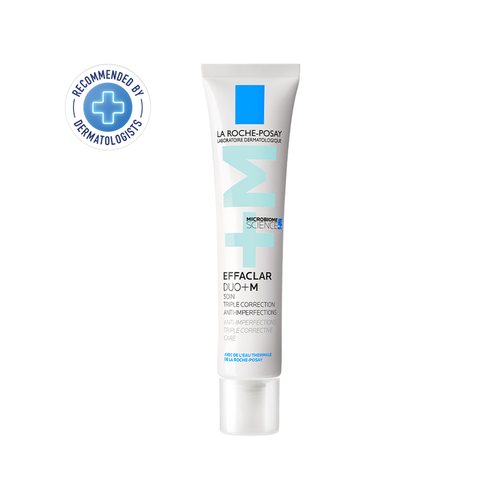 RECOMMENDED BY
DERMATOLOGISTS
LA ROCHE-POSAY
LABORATOIRE DERMATOLOGIQUE
+M
MICROBIOME
SCIENCE
EFFACLAR
DUO+M
SOIN
TRIPLE CORRECTION
ANTI-IMPERFECTIONS
ANTI-IMPERFECTIONS
TRIPLE CORRECTIVE
CARE
AVEC DE L'EAU THERMALE
DE LA ROCHE-POSAY